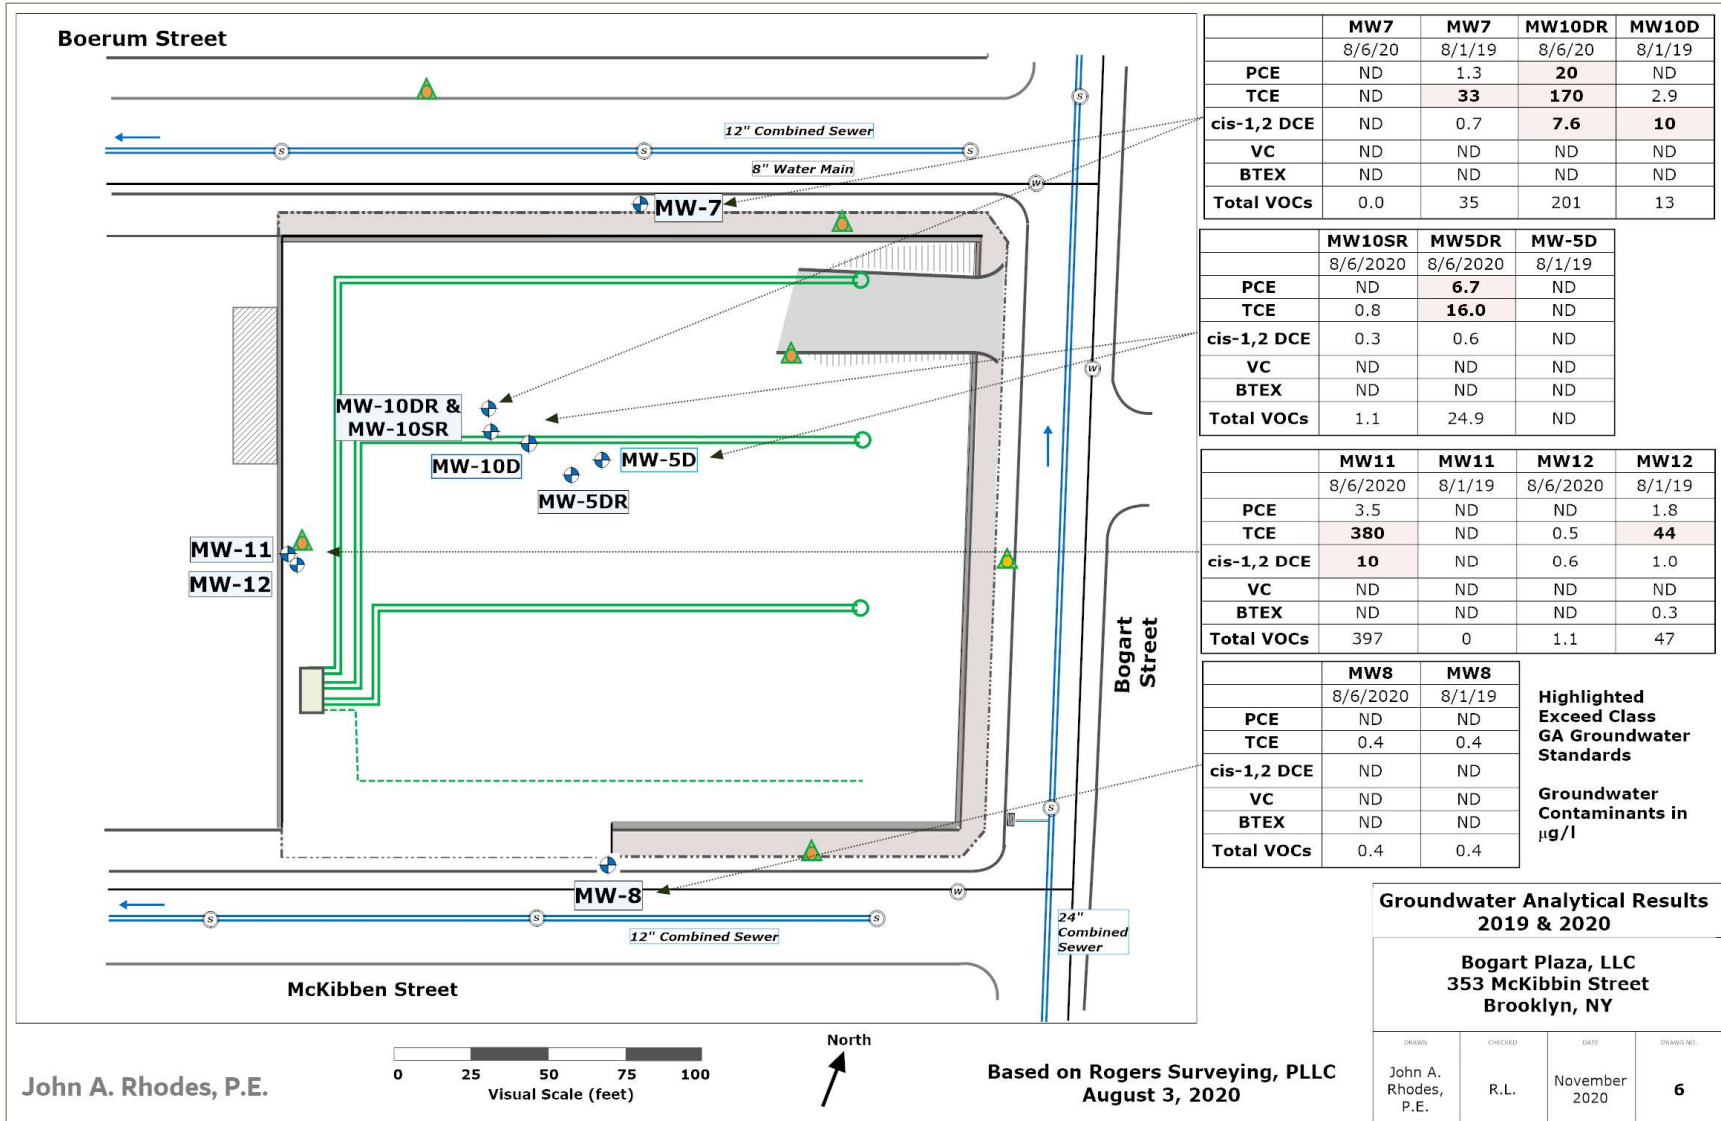 Boerum Street
12" Combined Sewer
8" Water Main
S
S
S
S
W
MW-7
W
MW-10DR &
MW-10SR
MW-10D
MW-5D
MW-5DR
MW-11
MW-12
Bogart
Street
S
MW-8
W
S
S
S
12" Combined Sewer
24"
Combined
Sewer
McKibben Street
MW7 MW7 MW10DR MW10D
8/6/20 8/1/19 8/6/20 8/1/19
PCE ND 1.3 20 ND
TCE ND 33 170 2.9
cis-1,2 DCE ND 0.7 7.6 10
VC ND ND ND ND
BTEX ND ND ND ND
Total VOCs 0.0 35 201 13
MW10SR MW5DR MW-5D
8/6/2020 8/6/2020 8/1/19
PCE ND 6.7 ND
TCE 0.8 16.0 ND
cis-1,2 DCE 0.3 0.6 ND
VC ND ND ND
BTEX ND ND ND
Total VOCs 1.1 24.9 ND
MW11 MW11 MW12 MW12
8/6/2020 8/1/19 8/6/2020 8/1/19
PCE 3.5 ND ND 1.8
TCE 380 ND 0.5 44
cis-1,2 DCE 10 ND 0.6 1.0
VC ND ND ND ND
BTEX ND ND ND 0.3
Total VOCs 397 0 1.1 47
MW8 MW8
8/6/2020 8/1/19
PCE ND ND
TCE 0.4 0.4
cis-1,2 DCE ND ND
VC ND ND
BTEX ND ND
Total VOCs 0.4 0.4
Highlighted
Exceed Class
GA Groundwater
Standards
Groundwater
Contaminants in
µg/l
Groundwater Analytical Results
2019 & 2020
Bogart Plaza, LLC
353 McKibbin Street
Brooklyn, NY
DRAWN CHECKED DATE DRAWG NO.
John A.
Rhodes,
P.E.
R.L.
November
2020
6
John A. Rhodes, P.E.
0 25 50 75 100
Visual Scale (feet)
North
Based on Rogers Surveying, PLLC
August 3, 2020